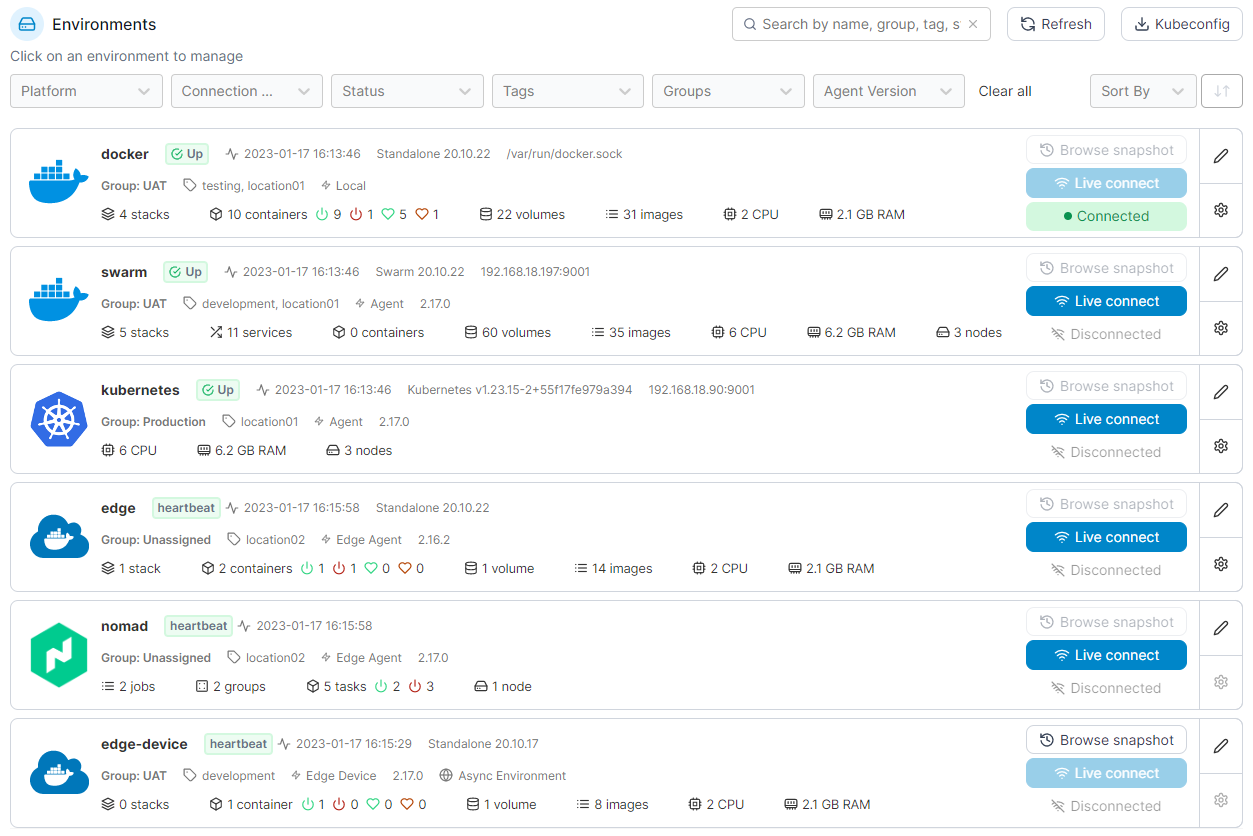 Environments
Search by name, group, tag, s
Refresh
Kubeconfig
Click on an environment to manage
Platform
Connection ...
Status
Tags
Groups
Agent Version
Clear all
Sort By
docker Up 2023-01-17 16:13:46 Standalone 20.10.22 /var/run/docker.sock
Group: UAT testing, location01 Local
4 stacks 10 containers 9 1 5 1 22 volumes 31 images 2 CPU 2.1 GB RAM
Browse snapshot
Live connect
Connected
swarm Up 2023-01-17 16:13:46 Swarm 20.10.22 192.168.18.197:9001
Group: UAT development, location01 Agent 2.17.0
5 stacks 11 services 0 containers 60 volumes 35 images 6 CPU 6.2 GB RAM 3 nodes
Browse snapshot
Live connect
Disconnected
kubernetes Up 2023-01-17 16:13:46 Kubernetes v1.23.15-2+55f17fe979a394 192.168.18.90:9001
Group: Production location01 Agent 2.17.0
6 CPU 6.2 GB RAM 3 nodes
Browse snapshot
Live connect
Disconnected
edge heartbeat 2023-01-17 16:15:58 Standalone 20.10.22
Group: Unassigned location02 Edge Agent 2.16.2
1 stack 2 containers 1 1 0 0 1 volume 14 images 2 CPU 2.1 GB RAM
Browse snapshot
Live connect
Disconnected
nomad heartbeat 2023-01-17 16:15:58
Group: Unassigned location02 Edge Agent 2.17.0
2 jobs 2 groups 5 tasks 2 3 1 node
Browse snapshot
Live connect
Disconnected
edge-device heartbeat 2023-01-17 16:15:29 Standalone 20.10.17
Group: UAT development Edge Device 2.17.0 Async Environment
0 stacks 1 container 1 0 0 0 1 volume 8 images 2 CPU 2.1 GB RAM
Browse snapshot
Live connect
Disconnected